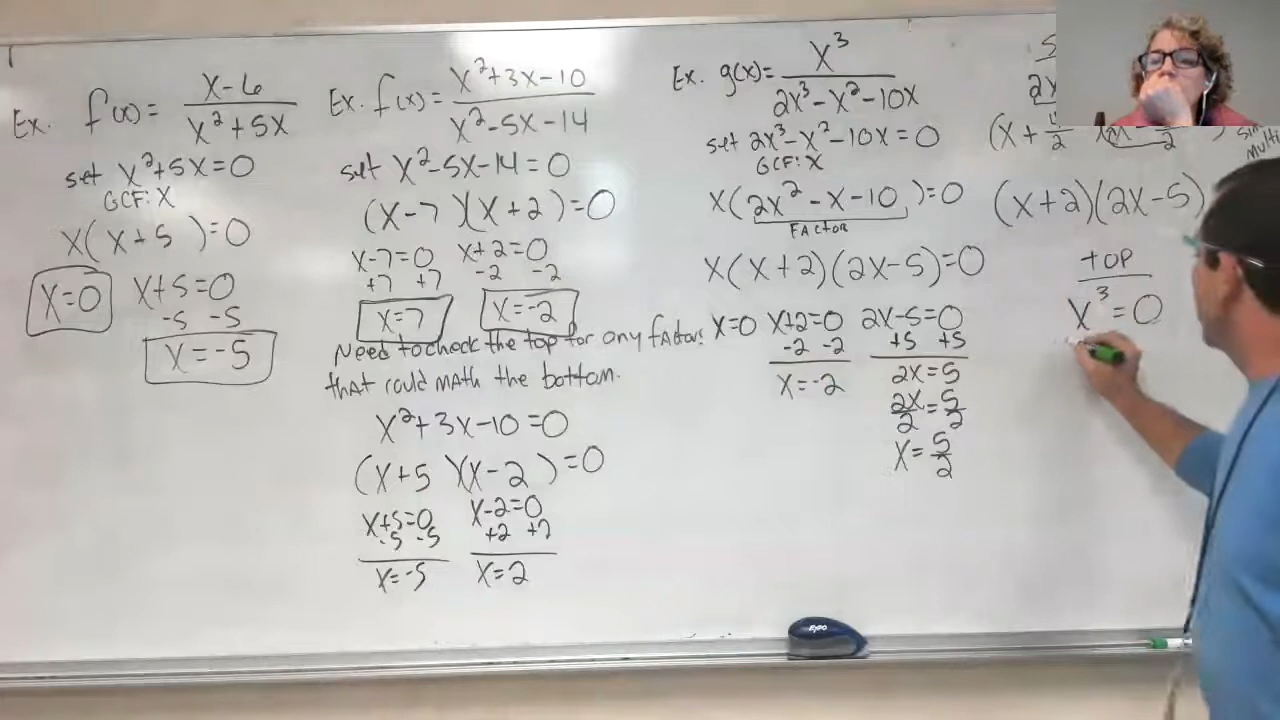 Ex. f(x) = x-6 / x²+5x
set x²+5x=0
GCF: x
x(x+5)=0
x=0
x+5=0
-5 -5
x=-5
Ex. f(x) = x²+3x-10 / x²-5x-14
set x²-5x-14=0
(x-7)(x+2)=0
x-7=0 x+2=0
+7 +7 -2 -2
x=7 x=-2
Need to check the top for any factors
that could math the bottom.
x²+3x-10=0
(x+5)(x-2)=0
x+5=0 x-2=0
-5 -5 +2 +2
x=-5 x=2
Ex. g(x)= x³ / 2x³-x²-10x
set 2x³-x²-10x=0
GCF: x
x(2x²-x-10)=0
FACTOR
x(x+2)(2x-5)=0
x=0 x+2=0 2x-5=0
-2 -2 +5 +5
x=-2 2x=5
2x/2=5/2
x=5/2
(x+4/2
(x+2)(2x-5)
top
x³=0
EXPO